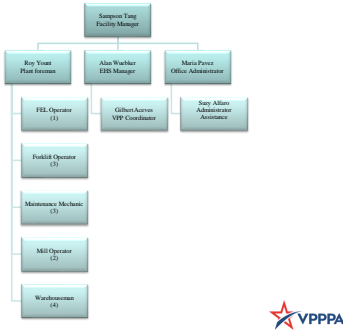 Sampson Tang
Facility Manager
Roy Yount
Plant foreman
Alan Wuebker
EHS Manager
Maria Pavez
Office Administrator
FEL Operator
(1)
Gilbert Aceves
VPP Coordinator
Suzy Alfaro
Administrator
Assistance
Forklift Operator
(3)
Maintenance Mechanic
(3)
Mill Operator
(2)
Warehouseman
(4)
VPPPA